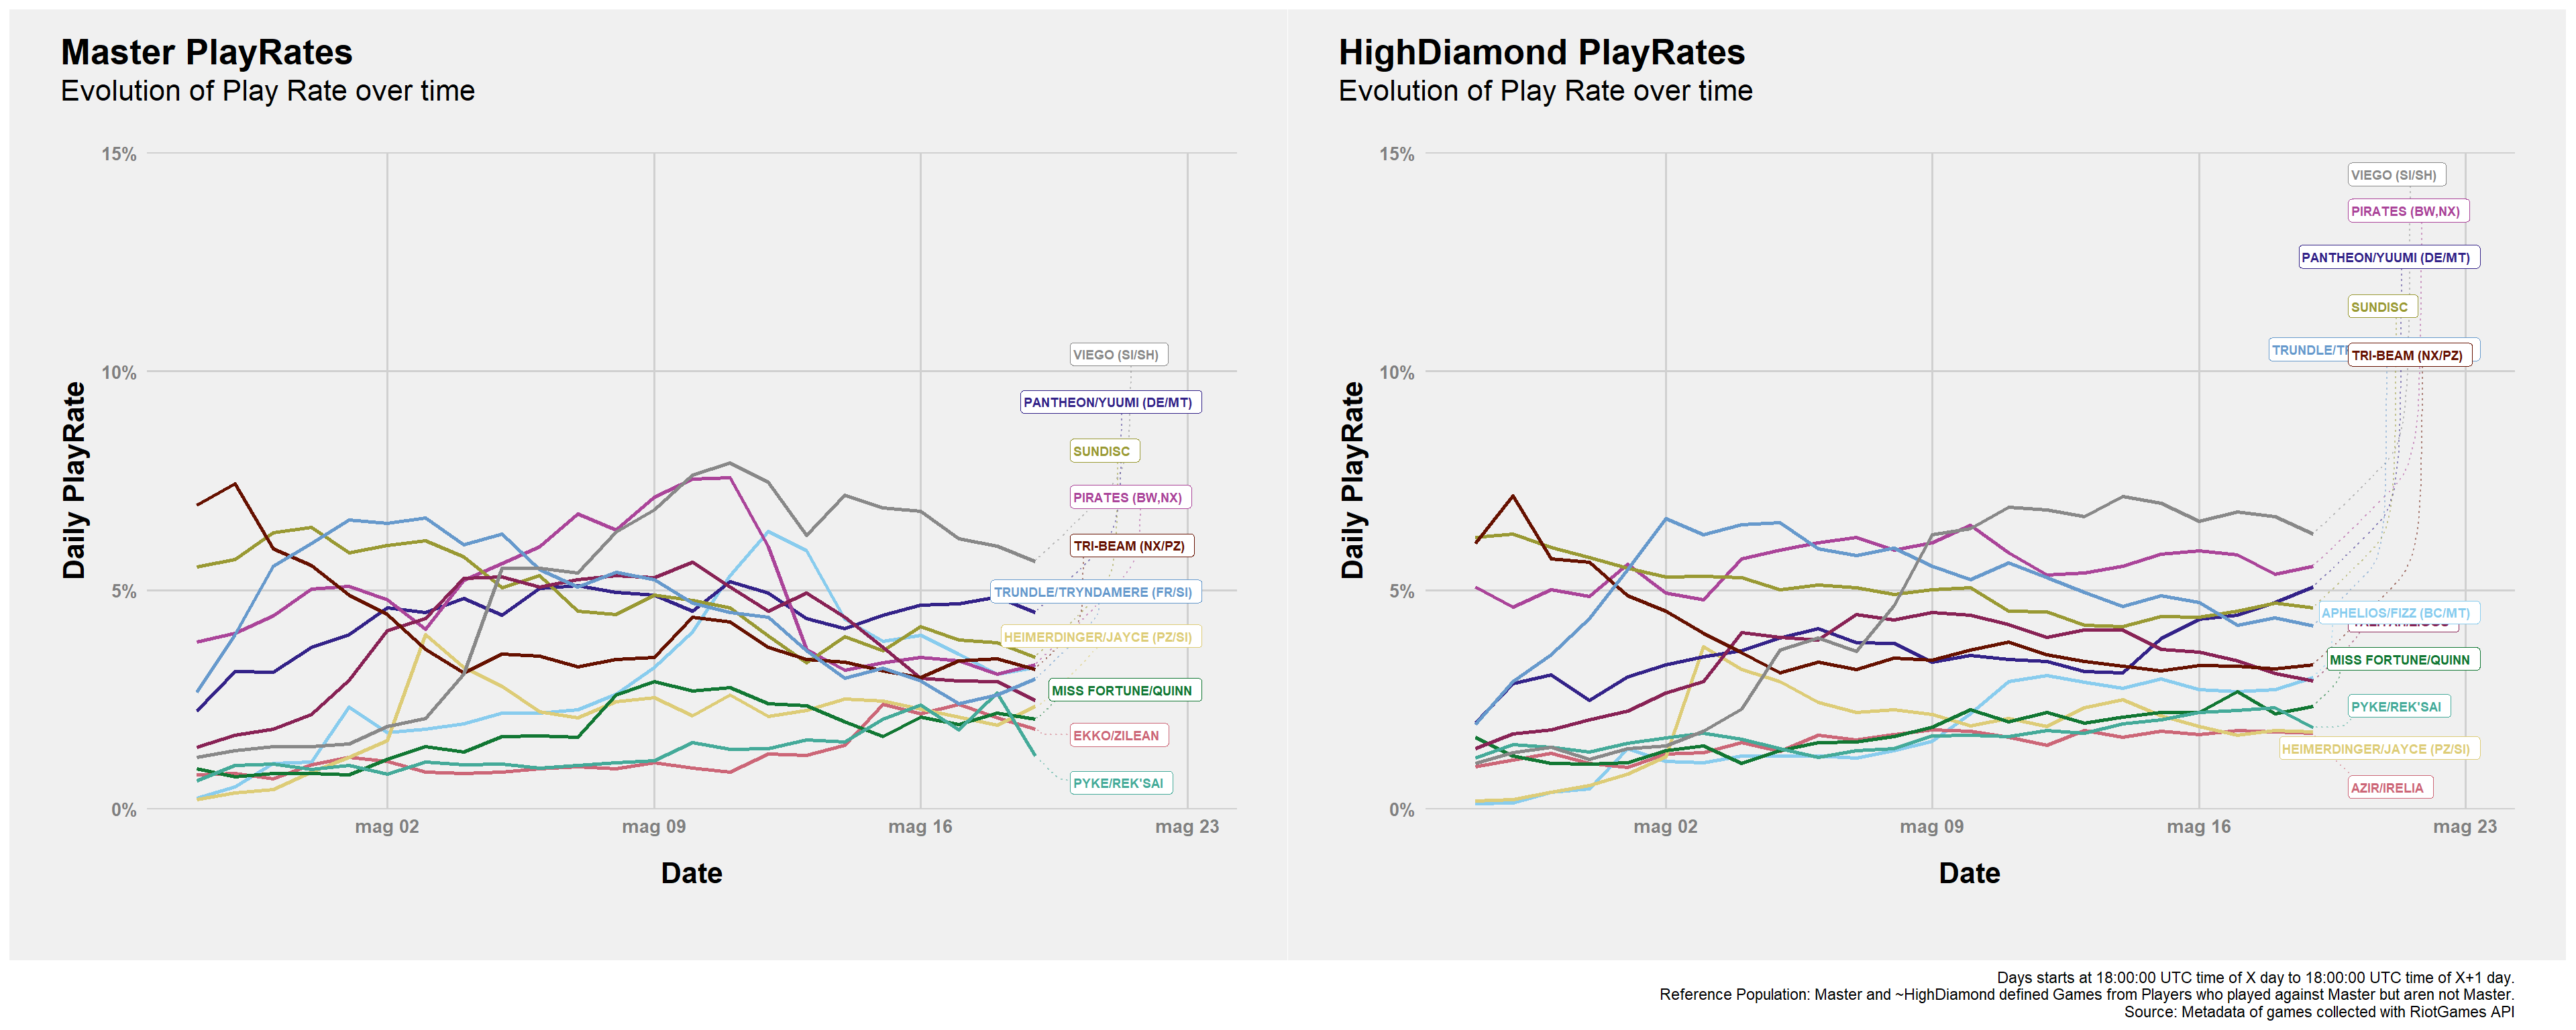 Master PlayRates
Evolution of Play Rate over time
Daily PlayRate
15%
10%
5%
0%
VIEGO (SI/SH)
PANTHEON/YUUMI (DE/MT)
SUNDISC
PIRATES (BW,NX)
TRI-BEAM (NX/PZ)
TRUNDLE/TRYNDAMERE (FR/SI)
HEIMERDINGER/JAYCE (PZ/SI)
MISS FORTUNE/QUINN
EKKO/ZILEAN
PYKE/REK'SAI
mag 02
mag 09
mag 16
mag 23
Date
HighDiamond PlayRates
Evolution of Play Rate over time
Daily PlayRate
15%
10%
5%
0%
VIEGO (SI/SH)
PIRATES (BW,NX)
PANTHEON/YUUMI (DE/MT)
SUNDISC
TRI-BEAM (NX/PZ)
APHELIOS/FIZZ (BC/MT)
MISS FORTUNE/QUINN
PYKE/REK'SAI
HEIMERDINGER/JAYCE (PZ/SI)
AZIR/IRELIA
mag 02
mag 09
mag 16
mag 23
Date
Days starts at 18:00:00 UTC time of X day to 18:00:00 UTC time of X+1 day.
Reference Population: Master and ~HighDiamond defined Games from Players who played against Master but aren not Master.
Source: Metadata of games collected with RiotGames API